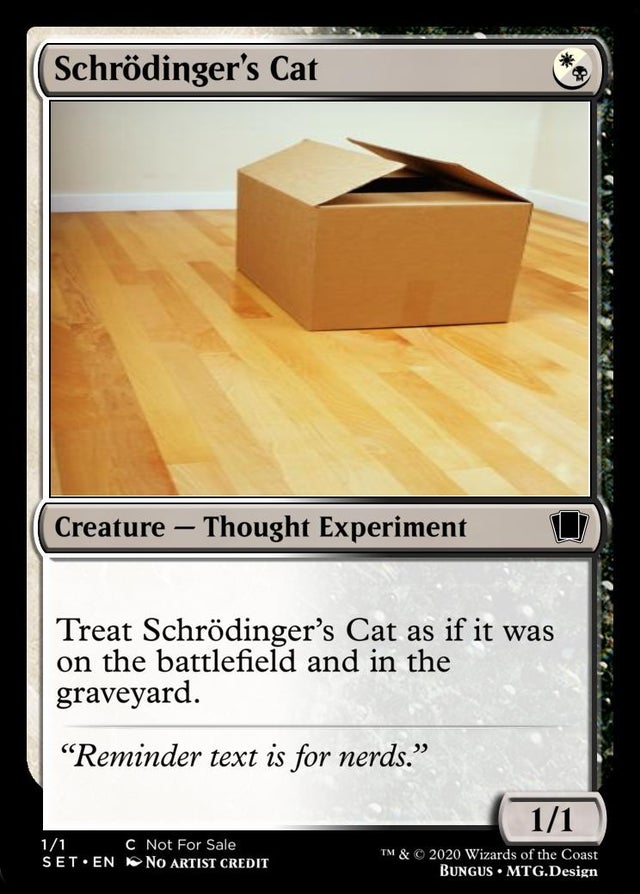 Schrödinger's Cat
Creature — Thought Experiment
Treat Schrödinger's Cat as if it was
on the battlefield and in the
graveyard.
“Reminder text is for nerds.”
1/1
1/1 C Not For Sale
SET • EN No artist credit
™ & © 2020 Wizards of the Coast
Bungus • MTG.Design